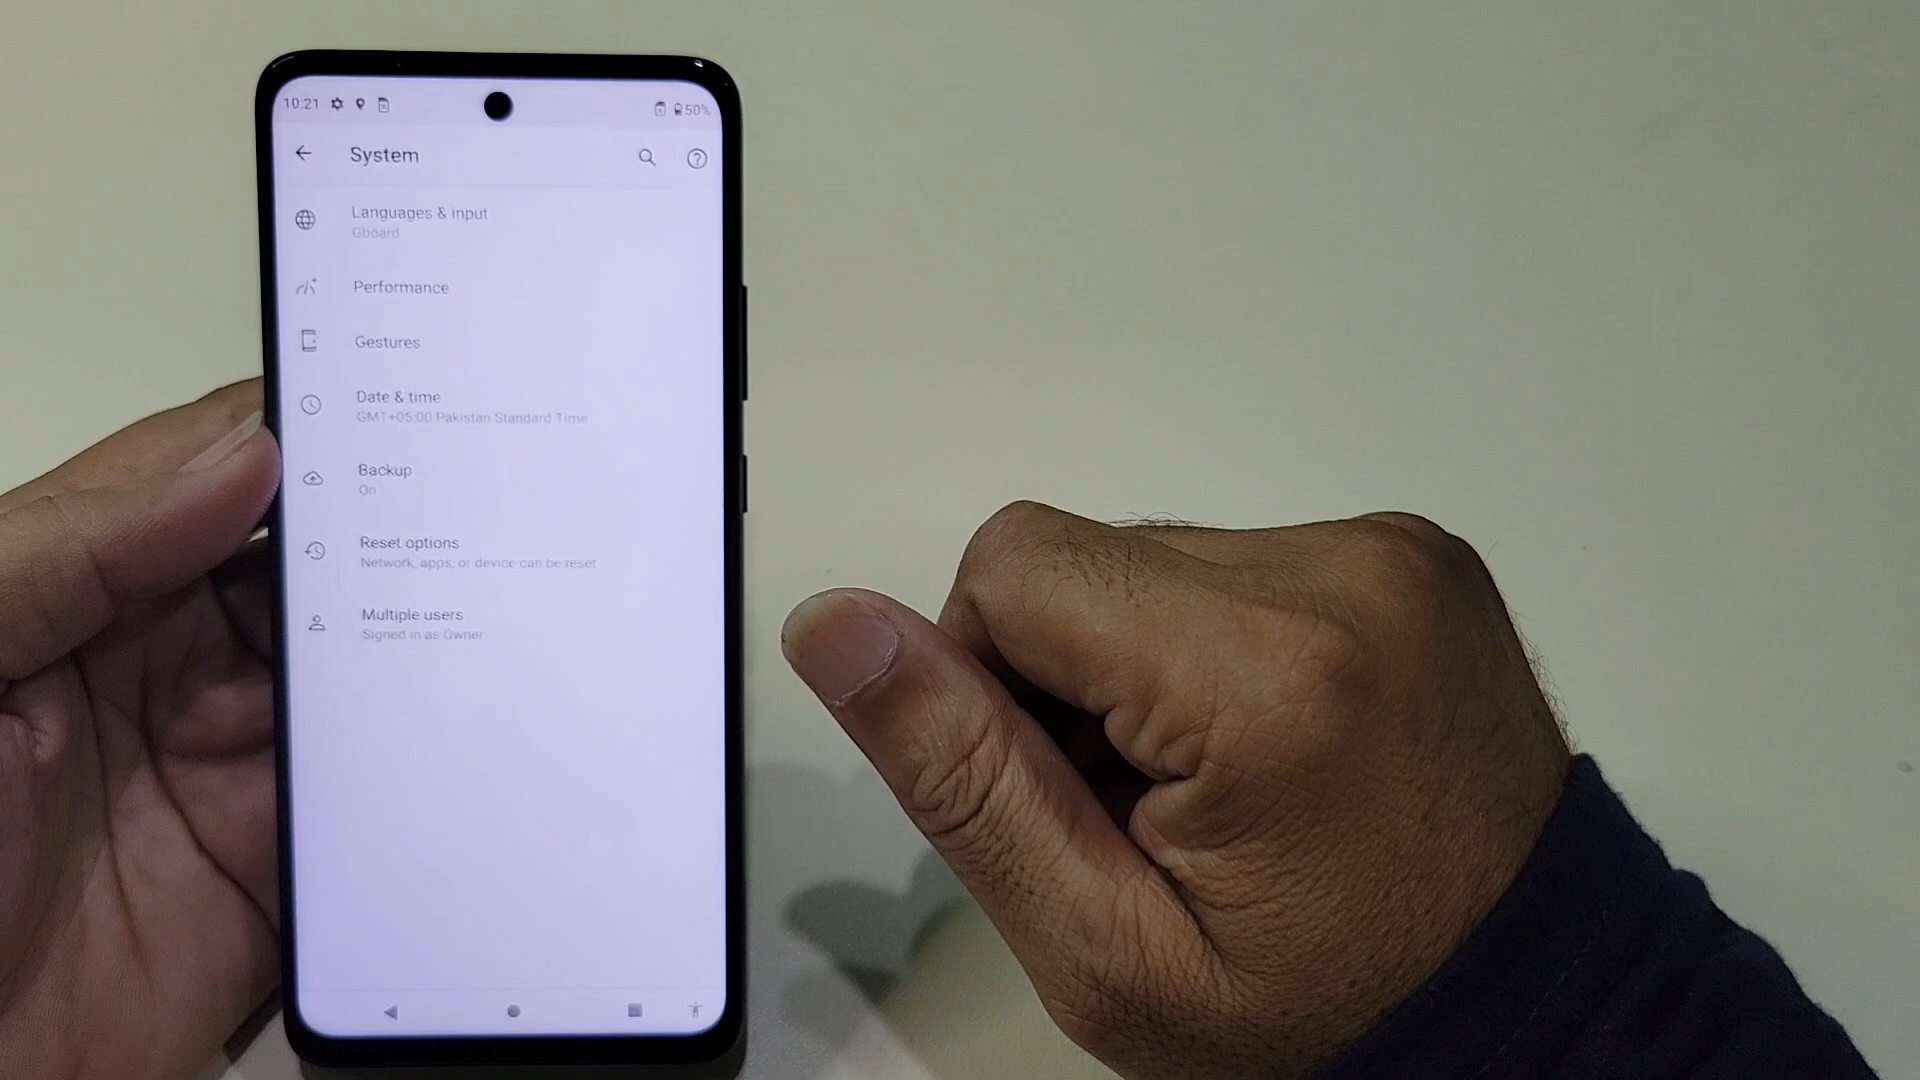 10:21
50%
System
Languages & input
Gboard
Performance
Gestures
Date & time
GMT+05:00 Pakistan Standard Time
Backup
On
Reset options
Network, apps, or device can be reset
Multiple users
Signed in as Owner